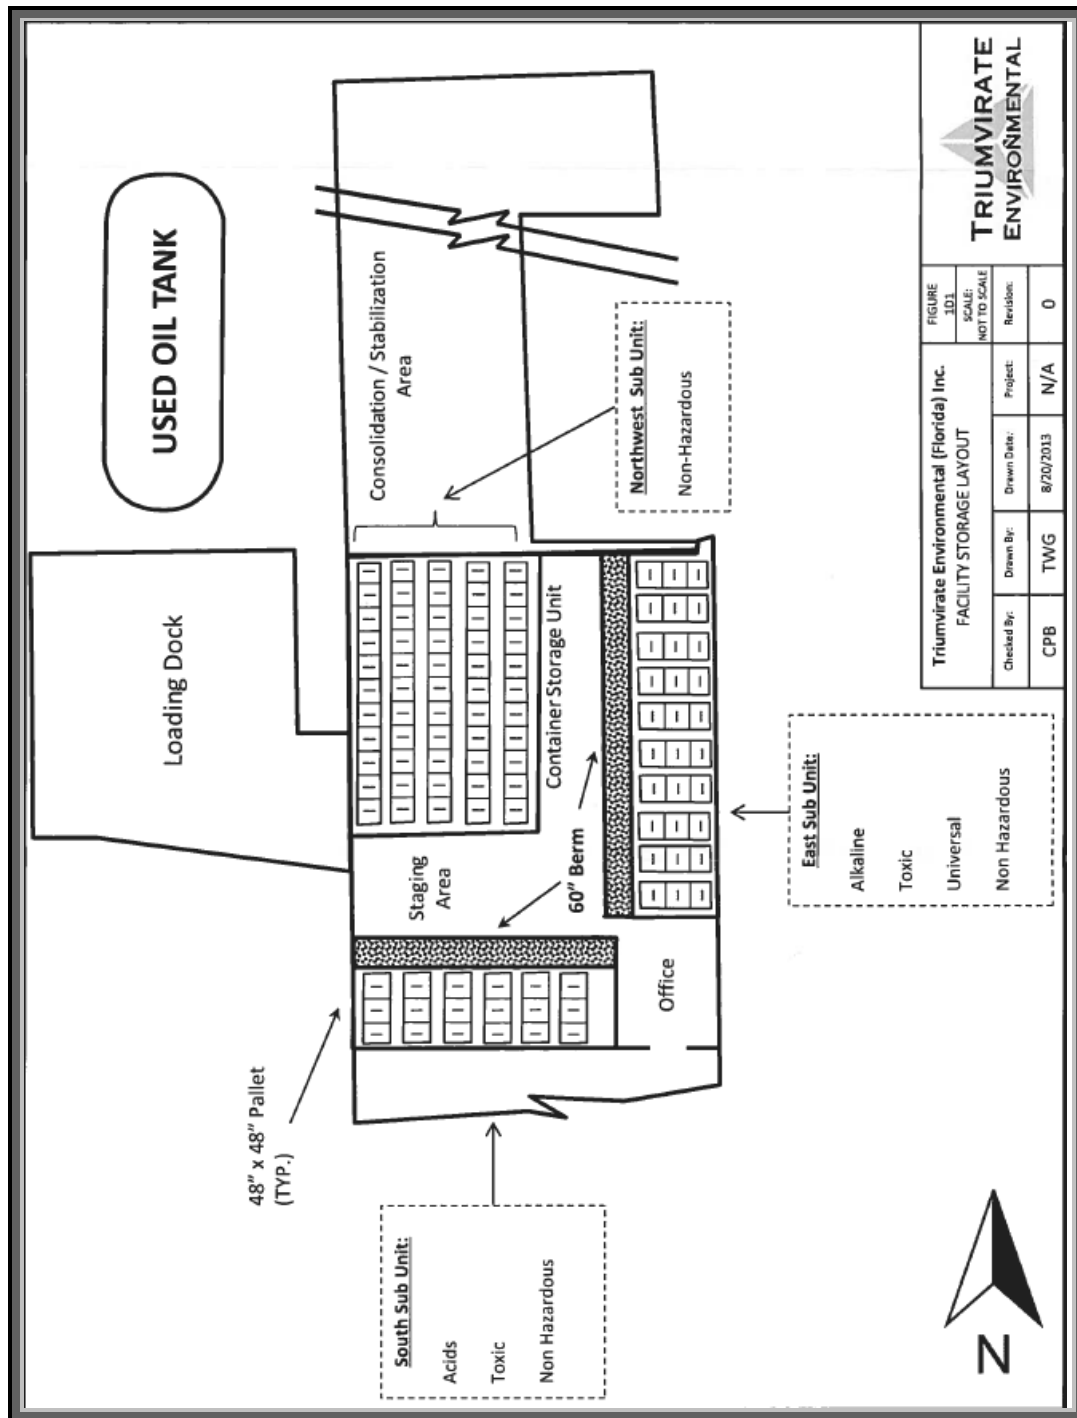 USED OIL TANK
Loading Dock
Consolidation / Stabilization
Area
Northwest Sub Unit:
Non-Hazardous
Container Storage Unit
Staging
Area
60" Berm
Office
48" x 48" Pallet
(TYP.)
South Sub Unit:
Acids
Toxic
Non Hazardous
East Sub Unit:
Alkaline
Toxic
Universal
Non Hazardous
N
Triumvirate Environmental (Florida) Inc.
FACILITY STORAGE LAYOUT
FIGURE
1D1
SCALE:
NOT TO SCALE
Checked By:
Drawn By:
Drawn Date:
Project:
Revision:
CPB
TWG
8/20/2013
N/A
0
TRIUMVIRATE
ENVIRONMENTAL